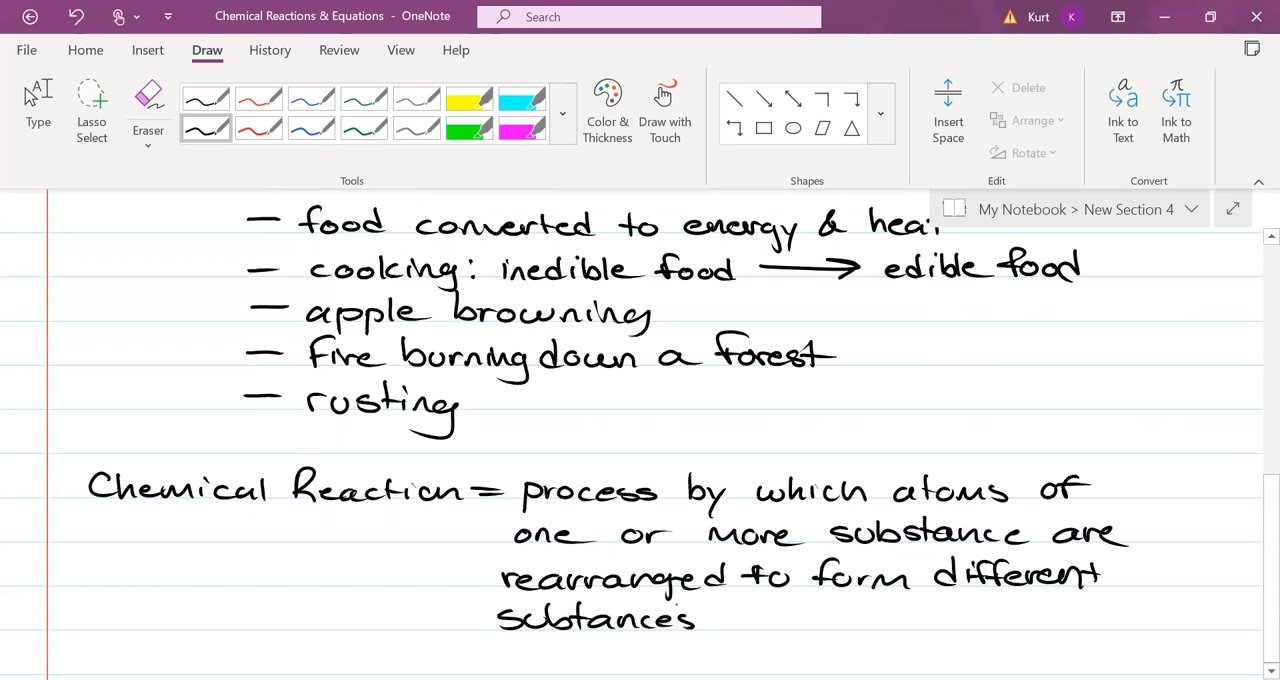 Chemical Reactions & Equations - OneNote
Search
Kurt
K
File Home Insert Draw History Review View Help
Type
Lasso Select
Eraser
Color & Thickness
Draw with Touch
Insert Space
Delete
Arrange
Rotate
Ink to Text
Ink to Math
Tools
Shapes
Edit
Convert
My Notebook > New Section 4
– food converted to energy & heat
– cooking: inedible food → edible food
– apple browning
– Fire burning down a forest
– rusting
Chemical Reaction = process by which atoms of
one or more substance are
rearranged to form different
substances